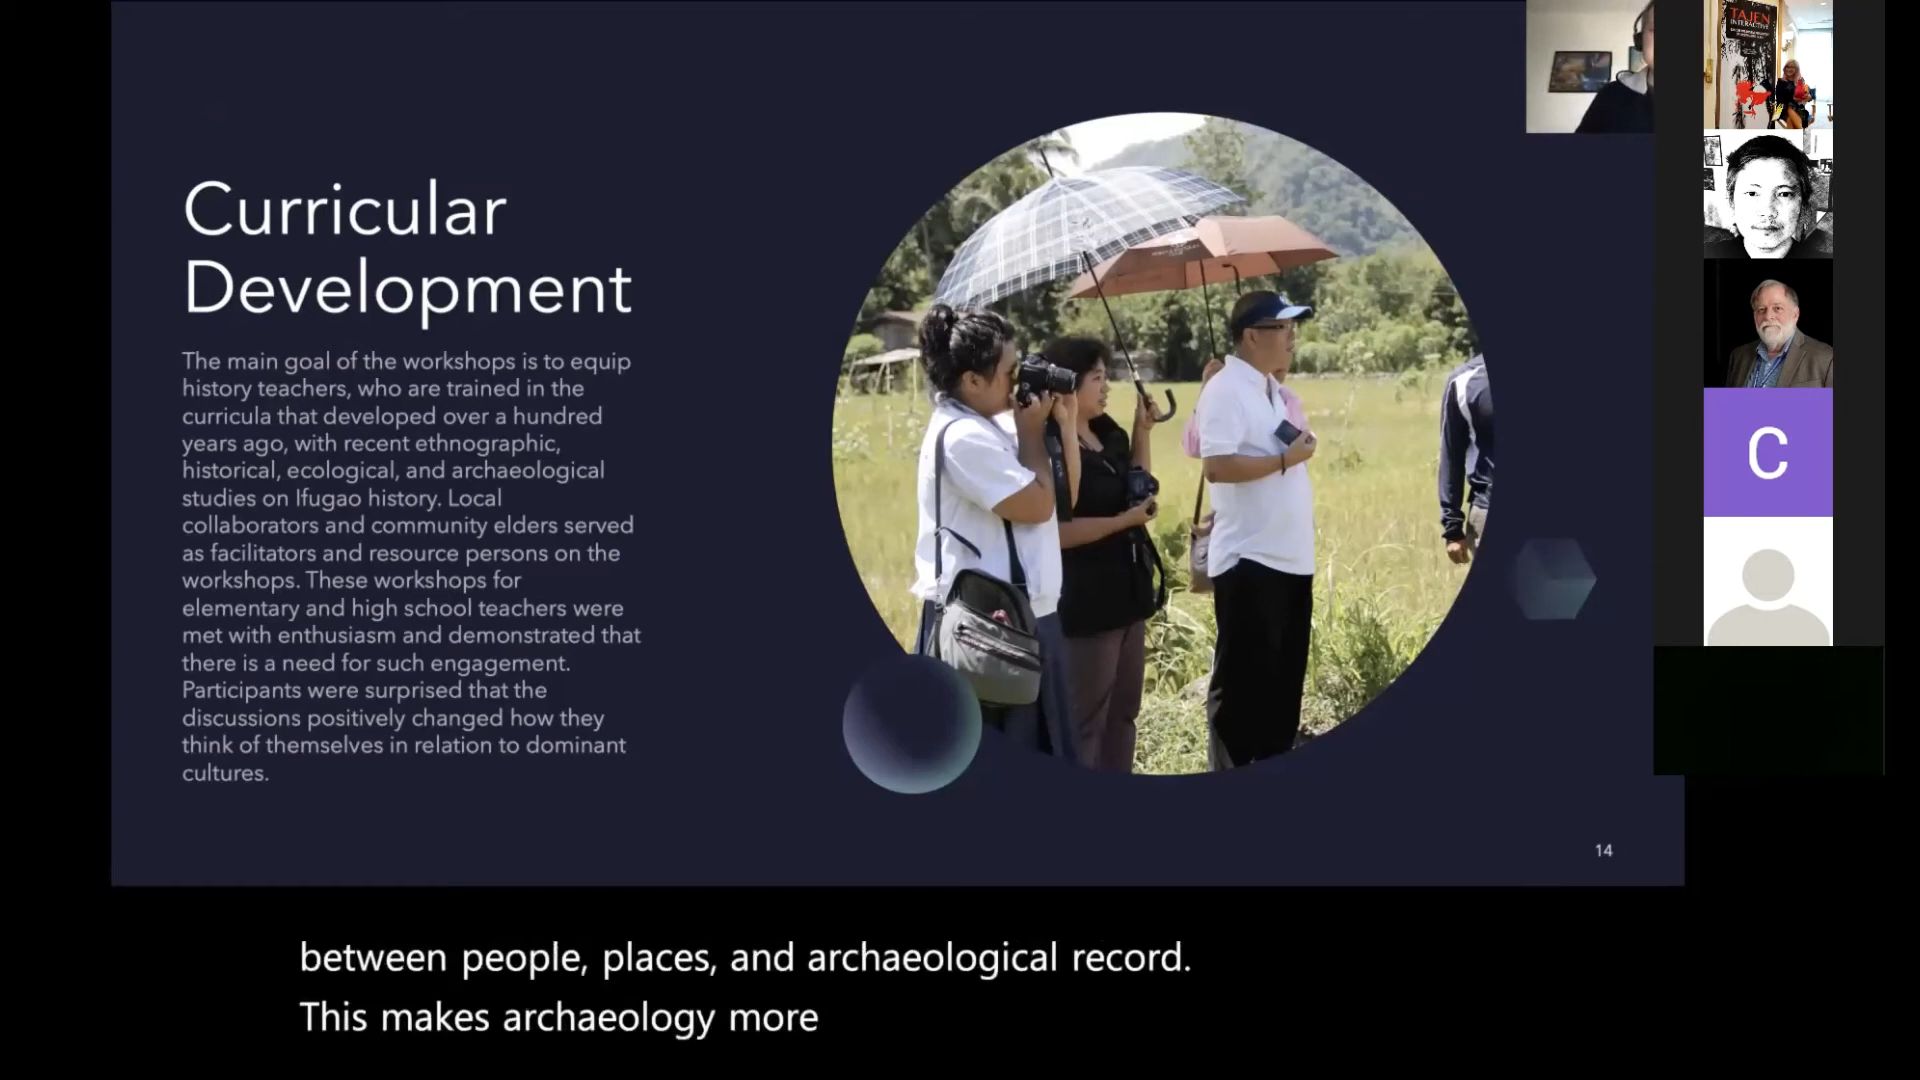 Curricular
Development
The main goal of the workshops is to equip
history teachers, who are trained in the
curricula that developed over a hundred
years ago, with recent ethnographic,
historical, ecological, and archaeological
studies on Ifugao history. Local
collaborators and community elders served
as facilitators and resource persons on the
workshops. These workshops for
elementary and high school teachers were
met with enthusiasm and demonstrated that
there is a need for such engagement.
Participants were surprised that the
discussions positively changed how they
think of themselves in relation to dominant
cultures.
14
TAJEN
INTERACTIVE
C
between people, places, and archaeological record.
This makes archaeology more